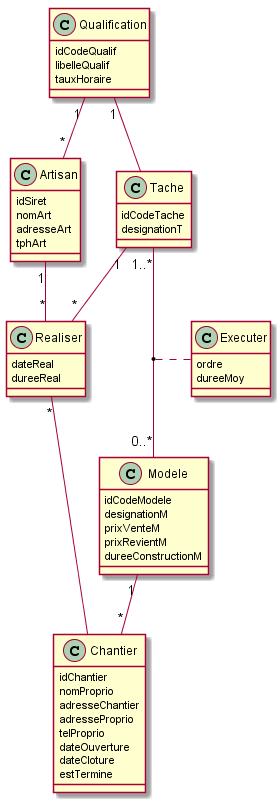 C Qualification
idCodeQualif
libelleQualif
tauxHoraire
1 1
*
C Artisan
idSiret
nomArt
adresseArt
tphArt
C Tache
idCodeTache
designationT
1 1 1..*
* *
C Realiser
dateReal
dureeReal
C Executer
ordre
dureeMoy
*
0..*
C Modele
idCodeModele
designationM
prixVenteM
prixRevientM
dureeConstructionM
1
*
C Chantier
idChantier
nomProprio
adresseChantier
adresseProprio
telProprio
dateOuverture
dateCloture
estTermine